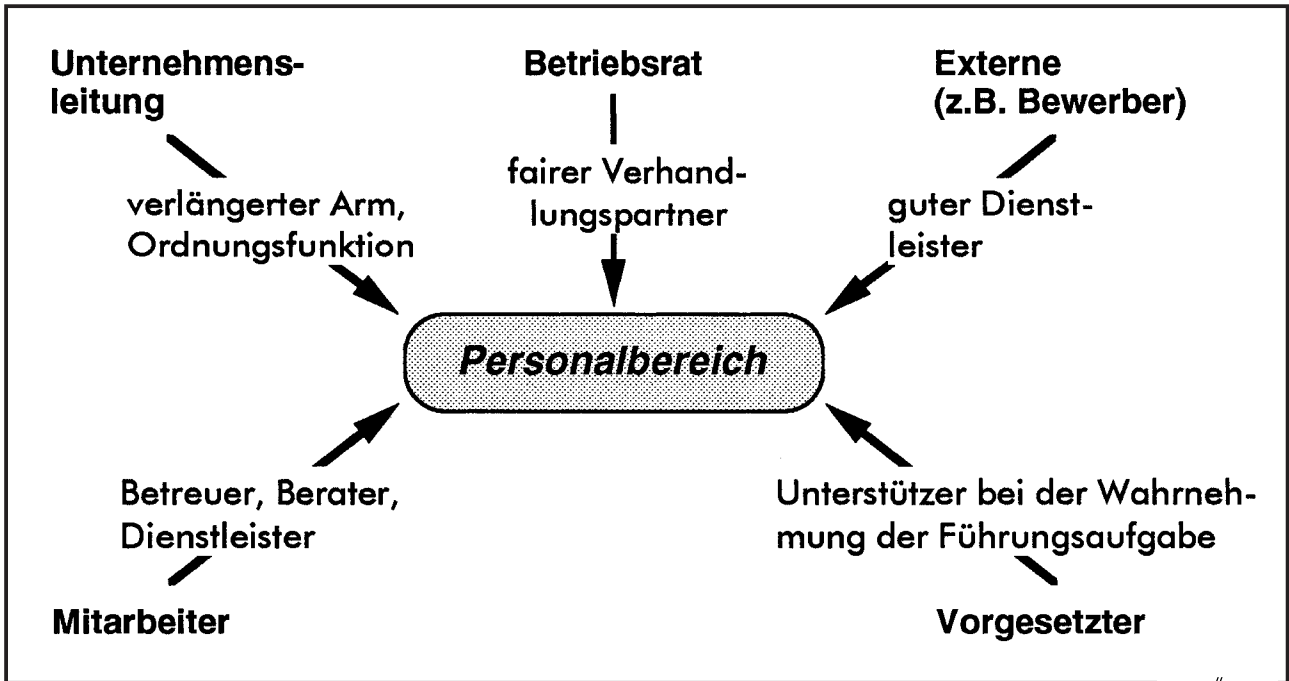 Unternehmens-
leitung
Betriebsrat
Externe
(z.B. Bewerber)
verlängerter Arm,
Ordnungsfunktion
fairer Verhand-
lungspartner
guter Dienst-
leister
Personalbereich
Betreuer, Berater,
Dienstleister
Unterstützer bei der Wahrneh-
mung der Führungsaufgabe
Mitarbeiter
Vorgesetzter